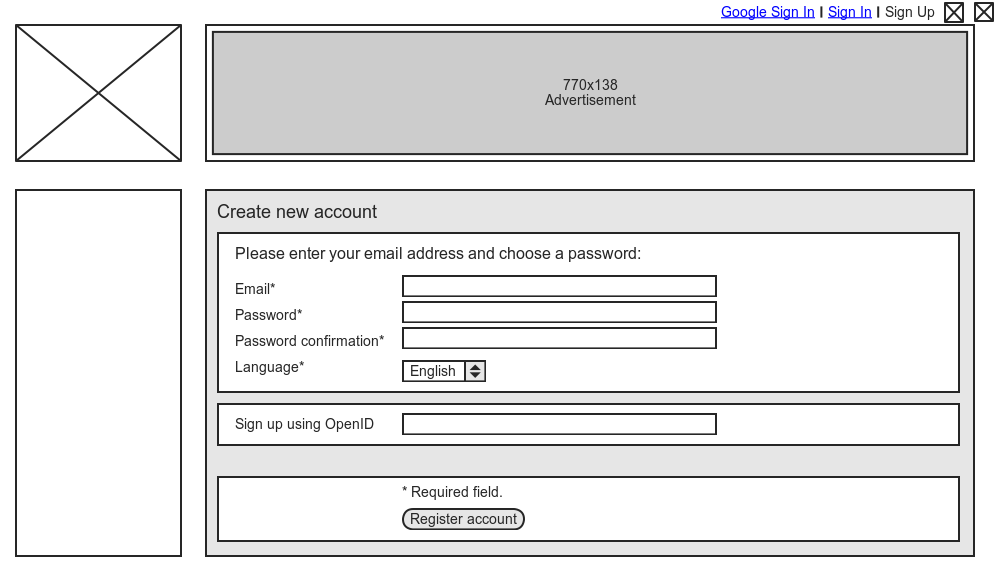 Google Sign In I Sign In I Sign Up
770x138
Advertisement
Create new account
Please enter your email address and choose a password:
Email*
Password*
Password confirmation*
Language*
English
Sign up using OpenID
* Required field.
Register account